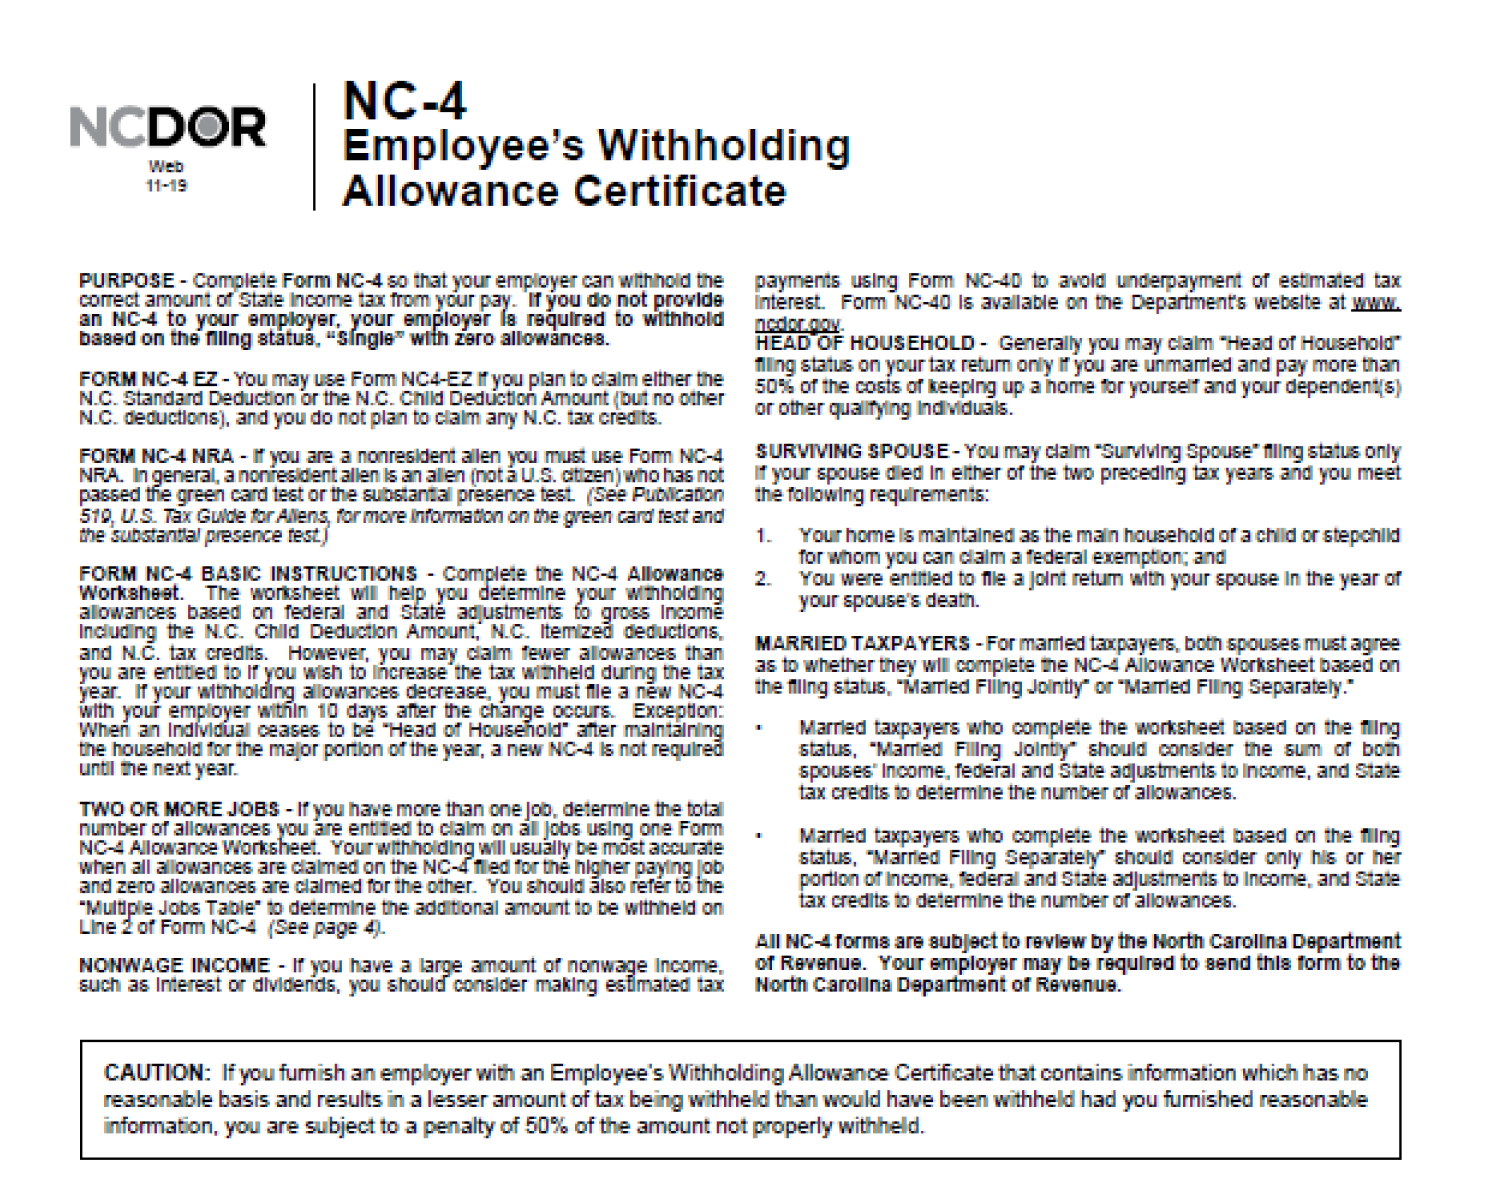 NCDOR
Web
11-19
NC-4
Employee's Withholding
Allowance Certificate
PURPOSE - Complete Form NC-4 so that your employer can withhold the
correct amount of State income tax from your pay. If you do not provide
an NC-4 to your employer, your employer is required to withhold
based on the filing status, "Single" with zero allowances.
FORM NC-4 EZ - You may use Form NC4-EZ if you plan to claim either the
N.C. Standard Deduction or the N.C. Child Deduction Amount (but no other
N.C. deductions), and you do not plan to claim any N.C. tax credits.
FORM NC-4 NRA - If you are a nonresident alien you must use Form NC-4
NRA. In general, a nonresident alien is an alien (not a U.S. citizen) who has not
passed the green card test or the substantial presence test. (See Publication
519, U.S. Tax Guide for Aliens, for more information on the green card test and
the substantial presence test.)
FORM NC-4 BASIC INSTRUCTIONS - Complete the NC-4 Allowance
Worksheet. The worksheet will help you determine your withholding
allowances based on federal and State adjustments to gross income
including the N.C. Child Deduction Amount, N.C. itemized deductions,
and N.C. tax credits. However, you may claim fewer allowances than
you are entitled to if you wish to increase the tax withheld during the tax
year. If your withholding allowances decrease, you must file a new NC-4
with your employer within 10 days after the change occurs. Exception:
When an individual ceases to be "Head of Household" after maintaining
the household for the major portion of the year, a new NC-4 is not required
until the next year.
TWO OR MORE JOBS - If you have more than one job, determine the total
number of allowances you are entitled to claim on all jobs using one Form
NC-4 Allowance Worksheet. Your withholding will usually be most accurate
when all allowances are claimed on the NC-4 filed for the higher paying job
and zero allowances are claimed for the other. You should also refer to the
"Multiple Jobs Table" to determine the additional amount to be withheld on
Line 2 of Form NC-4 (See page 4).
NONWAGE INCOME - If you have a large amount of nonwage income,
such as interest or dividends, you should consider making estimated tax
payments using Form NC-40 to avoid underpayment of estimated tax
interest. Form NC-40 is available on the Department's website at www.
ncdor.gov.
HEAD OF HOUSEHOLD - Generally you may claim "Head of Household"
filing status on your tax return only if you are unmarried and pay more than
50% of the costs of keeping up a home for yourself and your dependent(s)
or other qualifying individuals.
SURVIVING SPOUSE - You may claim "Surviving Spouse" filing status only
if your spouse died in either of the two preceding tax years and you meet
the following requirements:
1. Your home is maintained as the main household of a child or stepchild
for whom you can claim a federal exemption; and
2. You were entitled to file a joint return with your spouse in the year of
your spouse's death.
MARRIED TAXPAYERS - For married taxpayers, both spouses must agree
as to whether they will complete the NC-4 Allowance Worksheet based on
the filing status, "Married Filing Jointly" or "Married Filing Separately."
• Married taxpayers who complete the worksheet based on the filing
status, "Married Filing Jointly" should consider the sum of both
spouses' income, federal and State adjustments to income, and State
tax credits to determine the number of allowances.
• Married taxpayers who complete the worksheet based on the filing
status, "Married Filing Separately" should consider only his or her
portion of income, federal and State adjustments to income, and State
tax credits to determine the number of allowances.
All NC-4 forms are subject to review by the North Carolina Department
of Revenue. Your employer may be required to send this form to the
North Carolina Department of Revenue.
CAUTION: If you furnish an employer with an Employee's Withholding Allowance Certificate that contains information which has no
reasonable basis and results in a lesser amount of tax being withheld than would have been withheld had you furnished reasonable
information, you are subject to a penalty of 50% of the amount not properly withheld.